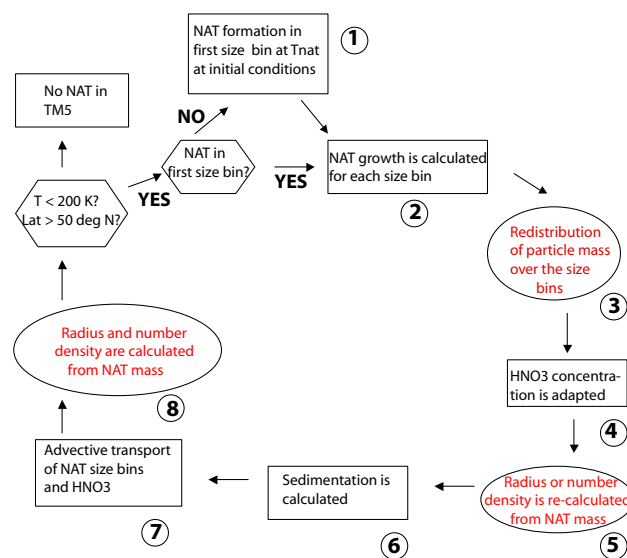 NAT formation in
first size bin at Tnat
at initial conditions
1
No NAT in
TM5
NO
NAT in
first size bin?
YES
YES
NAT growth is calculated
for each size bin
2
T < 200 K?
Lat > 50 deg N?
Redistribution
of particle mass
over the size
bins
3
HNO3 concentra-
tion is adapted
4
Radius or number
density is re-calculated
from NAT mass
5
Sedimentation is
calculated
6
Advective transport
of NAT size bins
and HNO3
7
Radius and number
density are calculated
from NAT mass
8